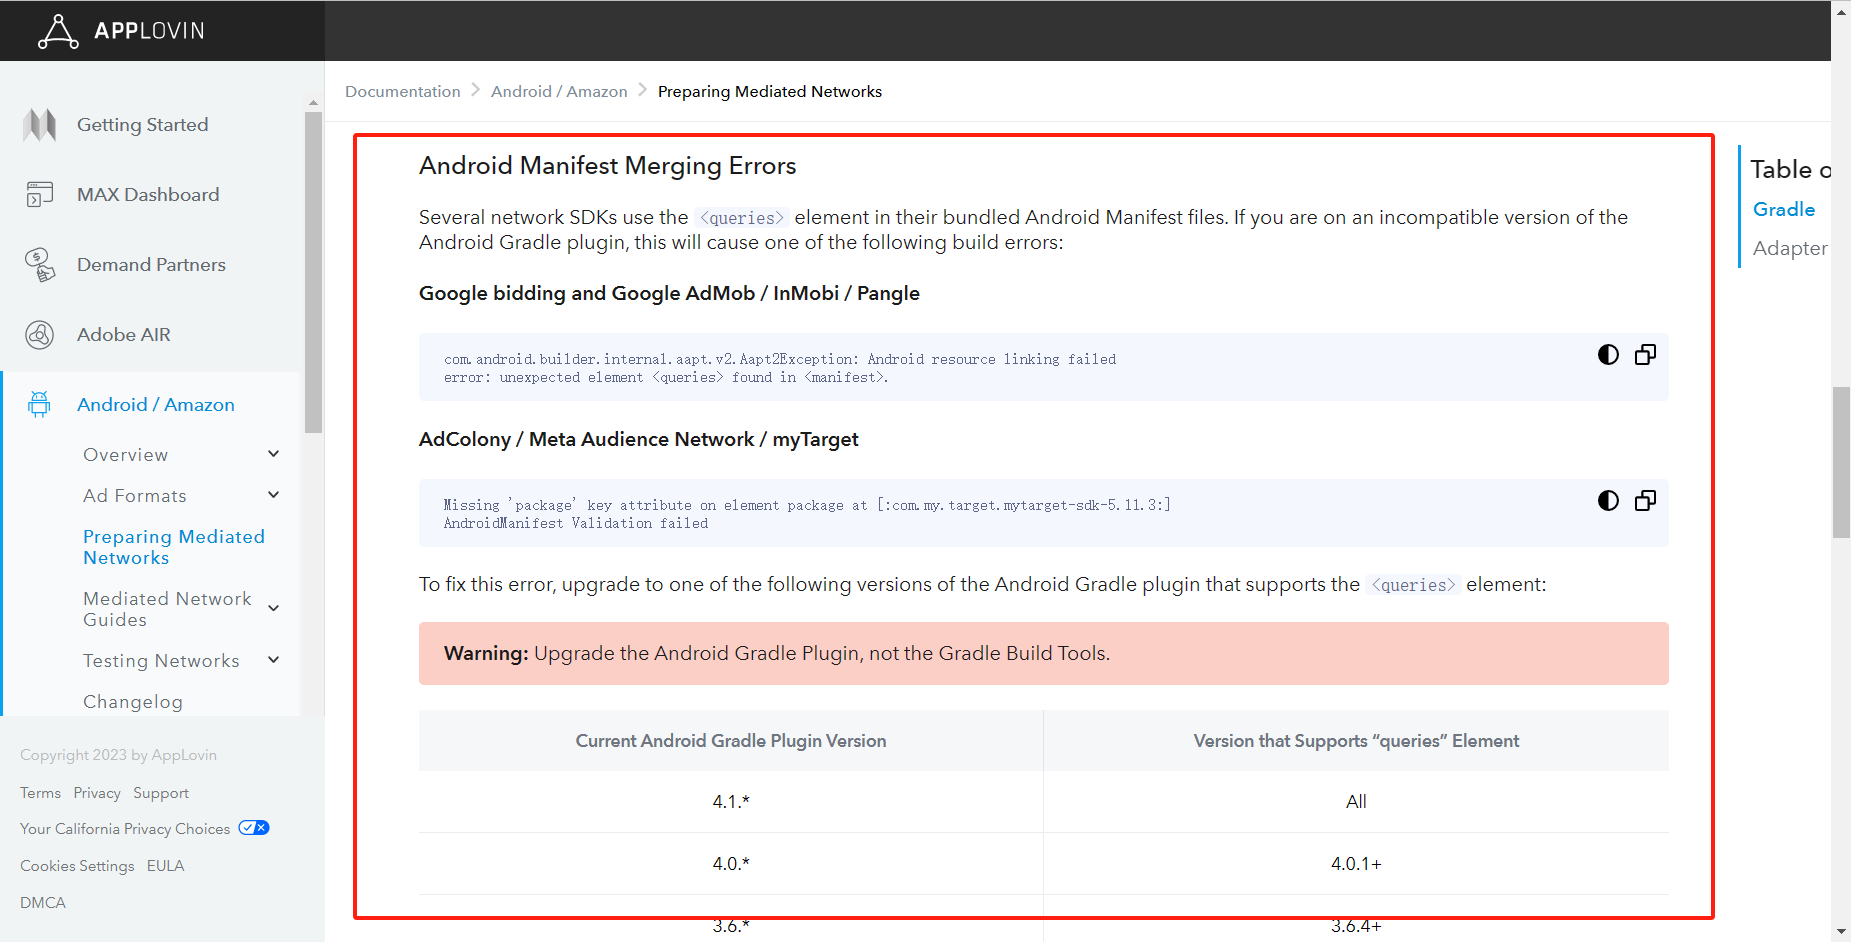 APPLOVIN
Documentation > Android / Amazon > Preparing Mediated Networks
Getting Started
MAX Dashboard
Demand Partners
Adobe AIR
Android / Amazon
Overview
Ad Formats
Preparing Mediated
Networks
Mediated Network
Guides
Testing Networks
Changelog
Copyright 2023 by AppLovin
Terms Privacy Support
Your California Privacy Choices
Cookies Settings EULA
DMCA
Android Manifest Merging Errors
Several network SDKs use the <queries> element in their bundled Android Manifest files. If you are on an incompatible version of the
Android Gradle plugin, this will cause one of the following build errors:
Google bidding and Google AdMob / InMobi / Pangle
com.android.builder.internal.aapt.v2.Aapt2Exception: Android resource linking failed
error: unexpected element <queries> found in <manifest>.
AdColony / Meta Audience Network / myTarget
Missing 'package' key attribute on element package at [:com.my.target.mytarget-sdk-5.11.3:]
AndroidManifest Validation failed
To fix this error, upgrade to one of the following versions of the Android Gradle plugin that supports the <queries> element:
Warning: Upgrade the Android Gradle Plugin, not the Gradle Build Tools.
Current Android Gradle Plugin Version Version that Supports “queries” Element
4.1.* All
4.0.* 4.0.1+
3.6.* 3.6.4+
Table o
Gradle
Adapter